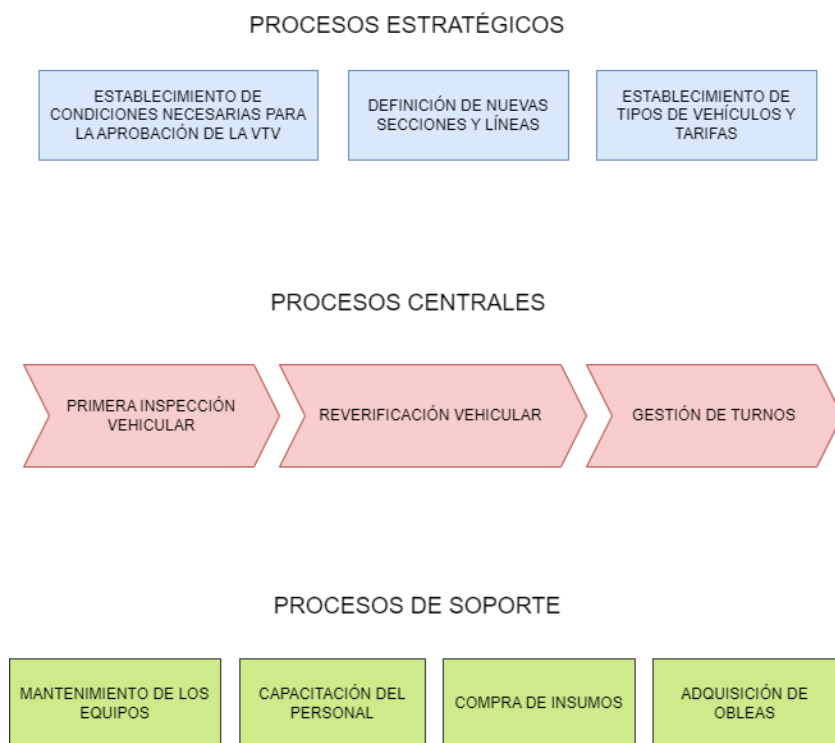 PROCESOS ESTRATÉGICOS
ESTABLECIMIENTO DE
CONDICIONES NECESARIAS PARA
LA APROBACIÓN DE LA VTV
DEFINICIÓN DE NUEVAS
SECCIONES Y LÍNEAS
ESTABLECIMIENTO DE
TIPOS DE VEHÍCULOS Y
TARIFAS
PROCESOS CENTRALES
PRIMERA INSPECCIÓN
VEHICULAR
REVERIFICACIÓN VEHICULAR
GESTIÓN DE TURNOS
PROCESOS DE SOPORTE
MANTENIMIENTO DE LOS
EQUIPOS
CAPACITACIÓN DEL
PERSONAL
COMPRA DE INSUMOS
ADQUISICIÓN DE
OBLEAS